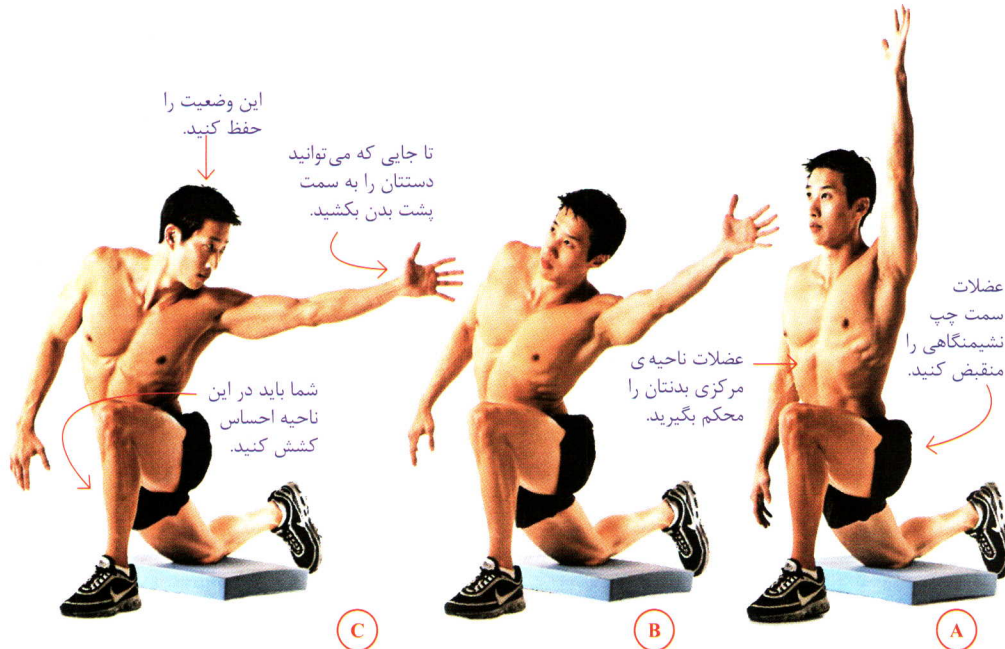 عضلات
سمت چپ
نشیمنگاهی را
منقبض کنید.
A
عضلات ناحیه ی
مرکزی بدنتان را
محکم بگیرید.
B
تا جایی که می‌توانید
دستتان را به سمت
پشت بدن بکشید.
این وضعیت را
حفظ کنید.
شما باید در این
ناحیه احساس
کشش کنید.
C